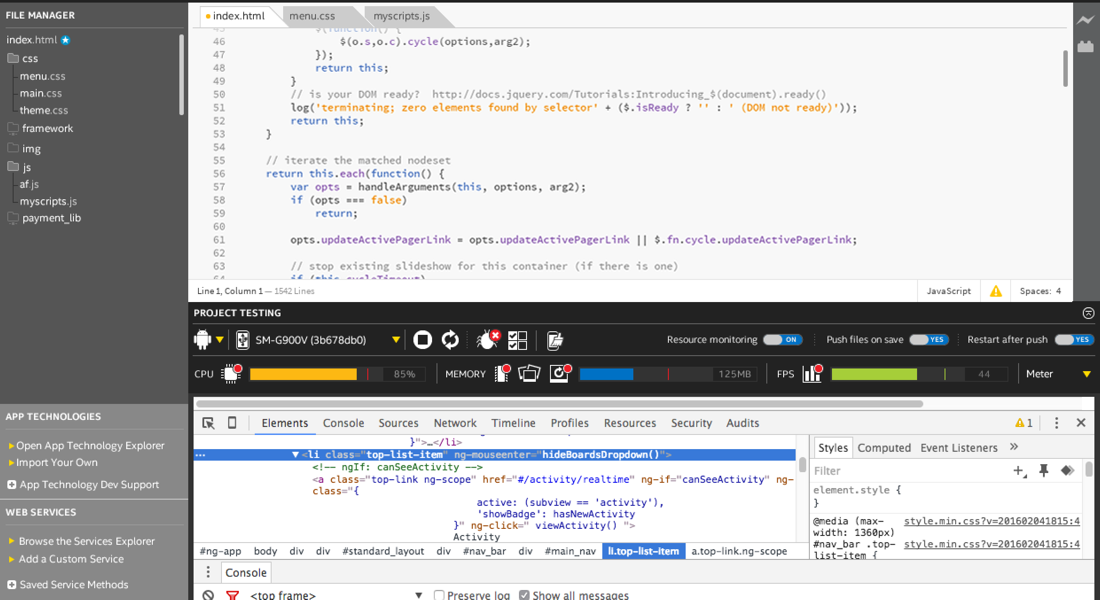 FILE MANAGER
index.html
css
menu.css
main.css
theme.css
framework
img
js
af.js
myscripts.js
payment_lib
APP TECHNOLOGIES
Open App Technology Explorer
Import Your Own
App Technology Dev Support
WEB SERVICES
Browse the Services Explorer
Add a Custom Service
Saved Service Methods
index.html menu.css myscripts.js
45 $(function() {
46 $(o.s,o.c).cycle(options,arg2);
47 });
48 return this;
49 }
50 // is your DOM ready?  http://docs.jquery.com/Tutorials:Introducing_$(document).ready()
51 log('terminating; zero elements found by selector' + ($.isReady ? '' : ' (DOM not ready)'));
52 return this;
53 }
54
55 // iterate the matched nodeset
56 return this.each(function() {
57 var opts = handleArguments(this, options, arg2);
58 if (opts === false)
59 return;
60
61 opts.updateActivePagerLink = opts.updateActivePagerLink || $.fn.cycle.updateActivePagerLink;
62
63 // stop existing slideshow for this container (if there is one)
64 if (this.cycleTimeout)
Line 1, Column 1 — 1542 Lines JavaScript Spaces: 4
PROJECT TESTING
SM-G900V (3b678db0) Resource monitoring ON Push files on save YES Restart after push YES
CPU 85% MEMORY 125MB FPS 44 Meter
Elements Console Sources Network Timeline Profiles Resources Security Audits 1
}">…</li>
<li class="top-list-item" ng-mouseenter="hideBoardsDropdown()">
<!-- ngIf: canSeeActivity -->
<a class="top-link ng-scope" href="#/activity/realtime" ng-if="canSeeActivity" ng-
class="{
active: (subview == 'activity'),
'showBadge': hasNewActivity
}" ng-click=" viewActivity() ">
Activity
#ng-app body div div #standard_layout div #nav_bar div #main_nav li.top-list-item a.top-link.ng-scope
Styles Computed Event Listeners »
Filter
element.style {
}
@media (max- style.min.css?v=201602041815:4
width: 1360px)
#nav_bar .top- style.min.css?v=201602041815:4
list-item {
Console
<top frame> Preserve log Show all messages